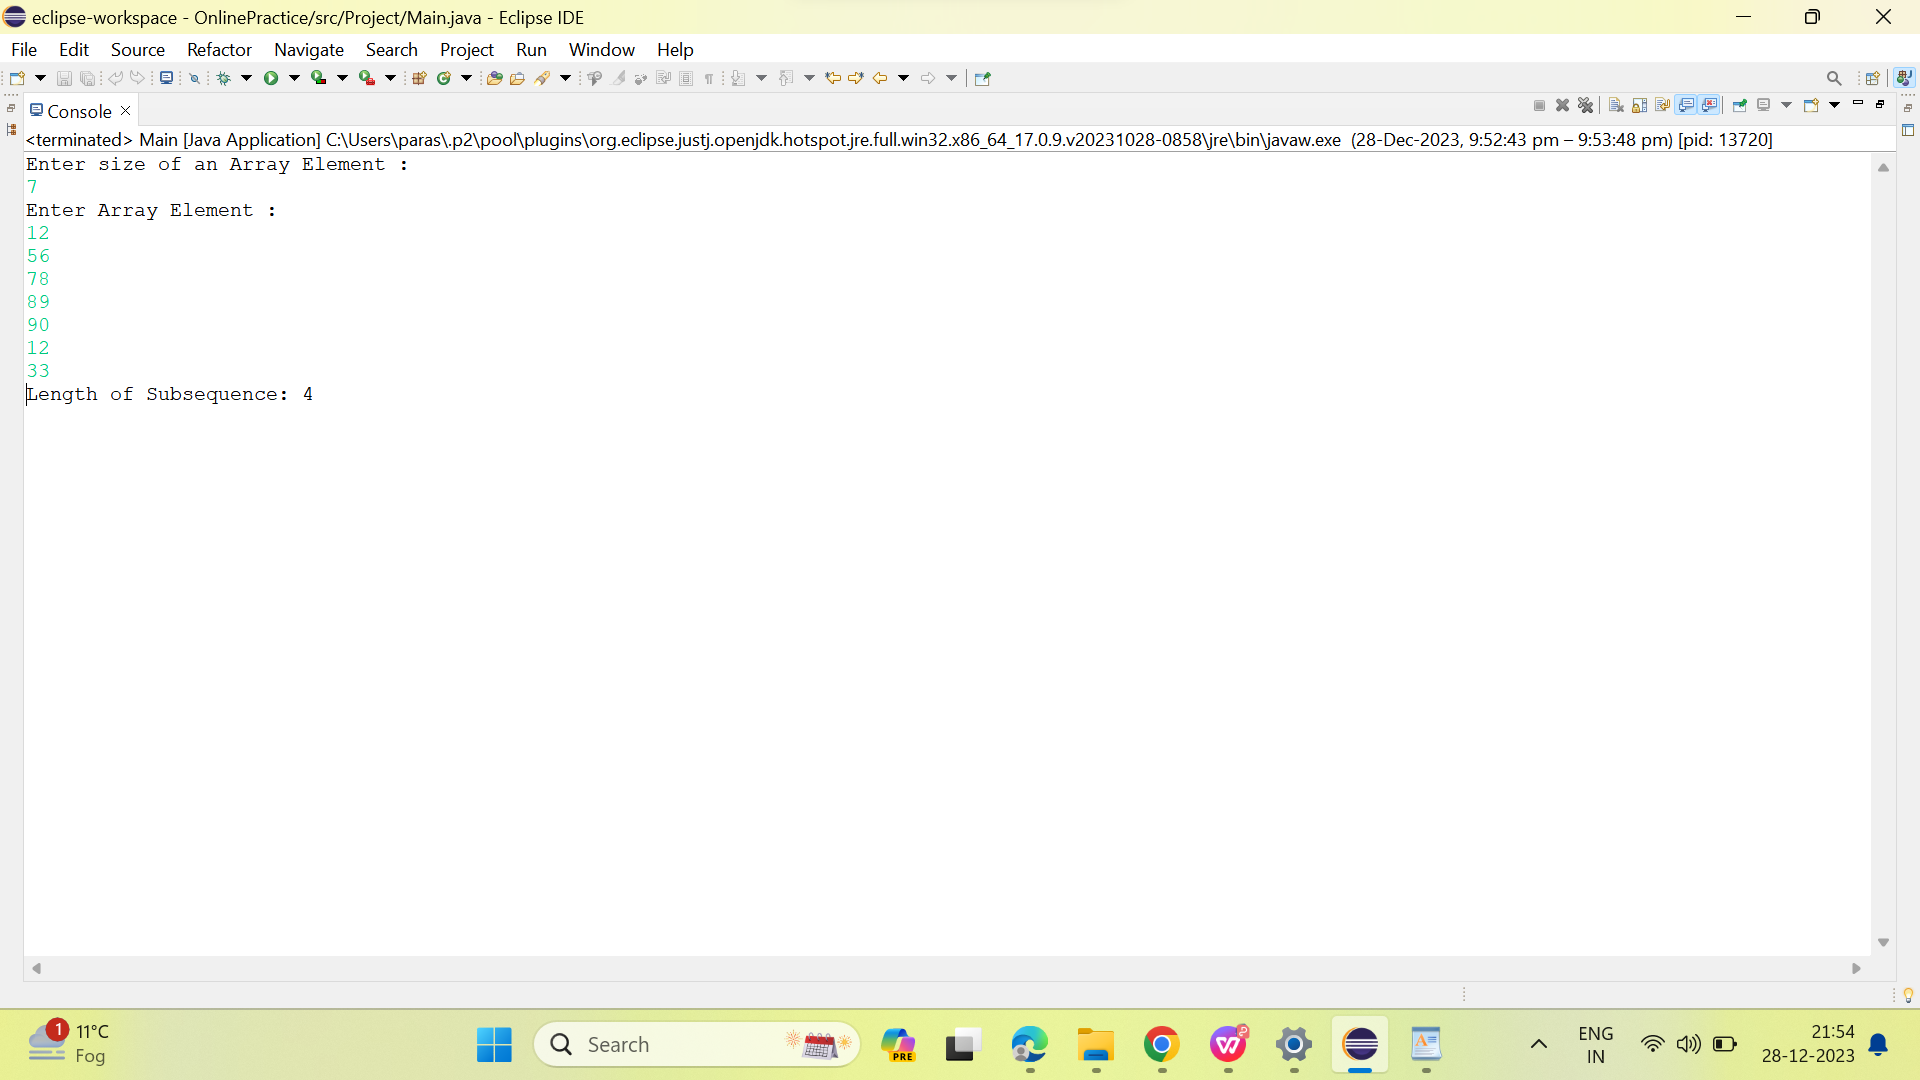 eclipse-workspace - OnlinePractice/src/Project/Main.java - Eclipse IDE
File Edit Source Refactor Navigate Search Project Run Window Help
Console
<terminated> Main [Java Application] C:\Users\paras\.p2\pool\plugins\org.eclipse.justj.openjdk.hotspot.jre.full.win32.x86_64_17.0.9.v20231028-0858\jre\bin\javaw.exe (28-Dec-2023, 9:52:43 pm – 9:53:48 pm) [pid: 13720]
Enter size of an Array Element :
7
Enter Array Element :
12
56
78
89
90
12
33
Length of Subsequence: 4
1
11°C
Fog
Search
PRE
ENG
IN
21:54
28-12-2023